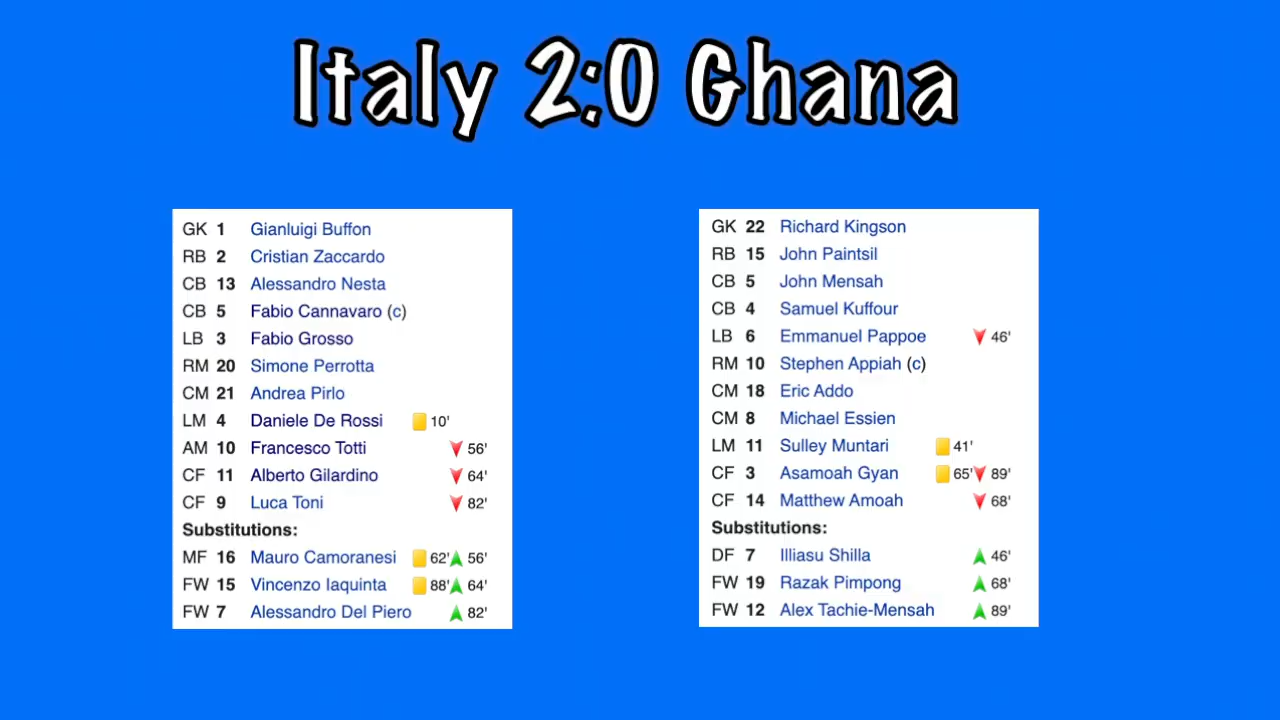 Italy 2:0 Ghana
GK 1 Gianluigi Buffon
RB 2 Cristian Zaccardo
CB 13 Alessandro Nesta
CB 5 Fabio Cannavaro (c)
LB 3 Fabio Grosso
RM 20 Simone Perrotta
CM 21 Andrea Pirlo
LM 4 Daniele De Rossi 10'
AM 10 Francesco Totti 56'
CF 11 Alberto Gilardino 64'
CF 9 Luca Toni 82'
Substitutions:
MF 16 Mauro Camoranesi 62' 56'
FW 15 Vincenzo Iaquinta 88' 64'
FW 7 Alessandro Del Piero 82'
GK 22 Richard Kingson
RB 15 John Paintsil
CB 5 John Mensah
CB 4 Samuel Kuffour
LB 6 Emmanuel Pappoe 46'
RM 10 Stephen Appiah (c)
CM 18 Eric Addo
CM 8 Michael Essien
LM 11 Sulley Muntari 41'
CF 3 Asamoah Gyan 65' 89'
CF 14 Matthew Amoah 68'
Substitutions:
DF 7 Illiasu Shilla 46'
FW 19 Razak Pimpong 68'
FW 12 Alex Tachie-Mensah 89'